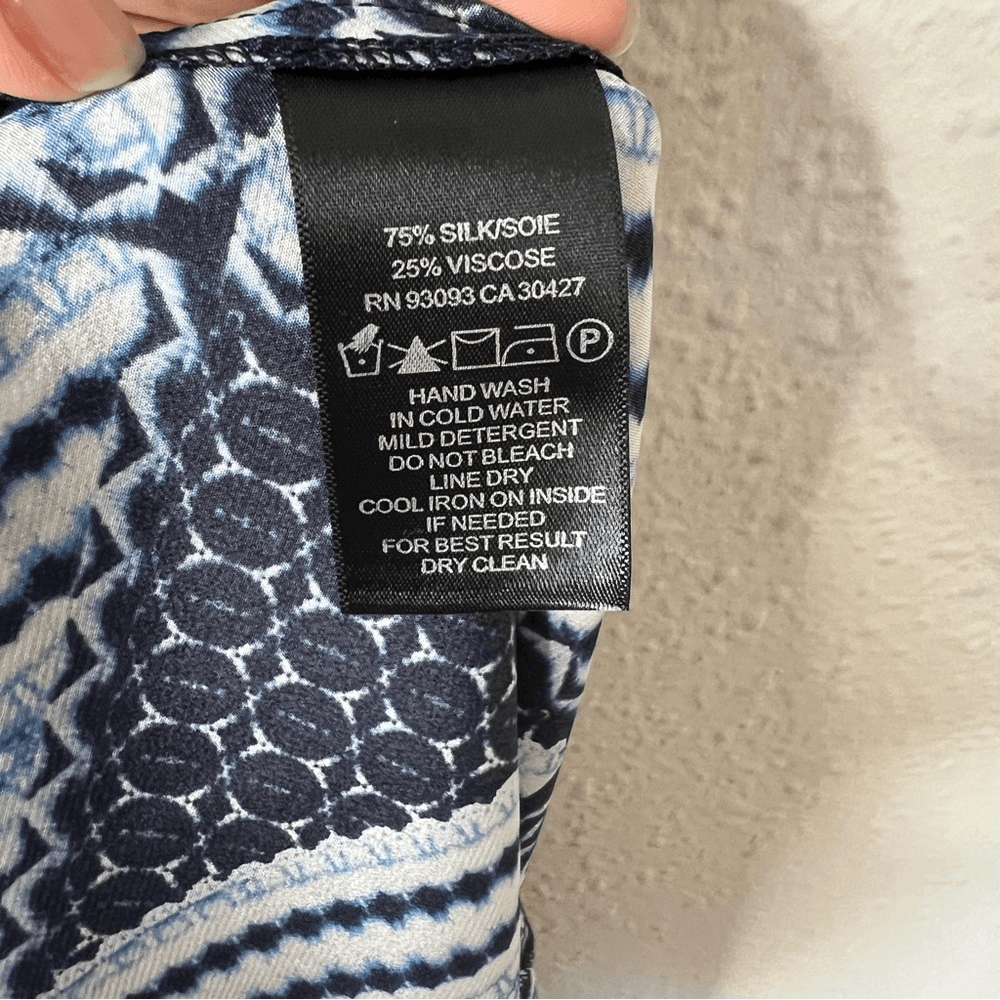 75% SILK/SOIE
25% VISCOSE
RN 93093 CA 30427
P
HAND WASH
IN COLD WATER
MILD DETERGENT
DO NOT BLEACH
LINE DRY
COOL IRON ON INSIDE
IF NEEDED
FOR BEST RESULT
DRY CLEAN